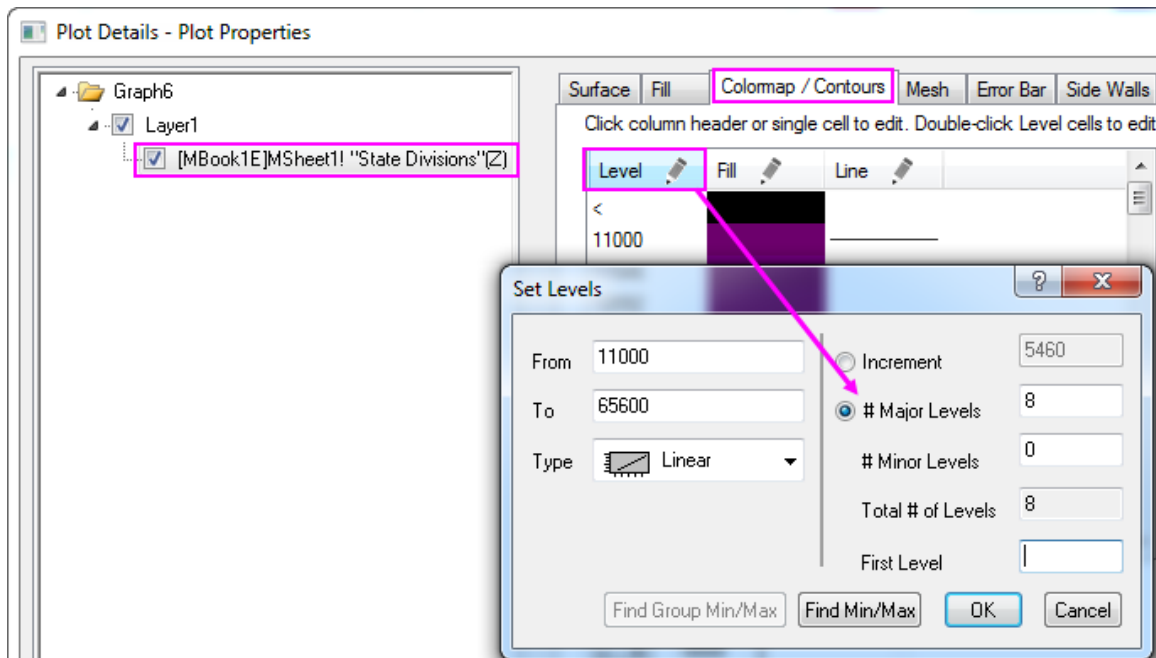 Plot Details - Plot Properties
Graph6
Layer1
[MBook1E]MSheet1! "State Divisions"(Z)
Surface Fill Colormap / Contours Mesh Error Bar Side Walls
Click column header or single cell to edit. Double-click Level cells to edit
Level Fill Line
<
11000
Set Levels
From 11000
To 65600
Type Linear
Increment 5460
# Major Levels 8
# Minor Levels 0
Total # of Levels 8
First Level
Find Group Min/Max Find Min/Max OK Cancel